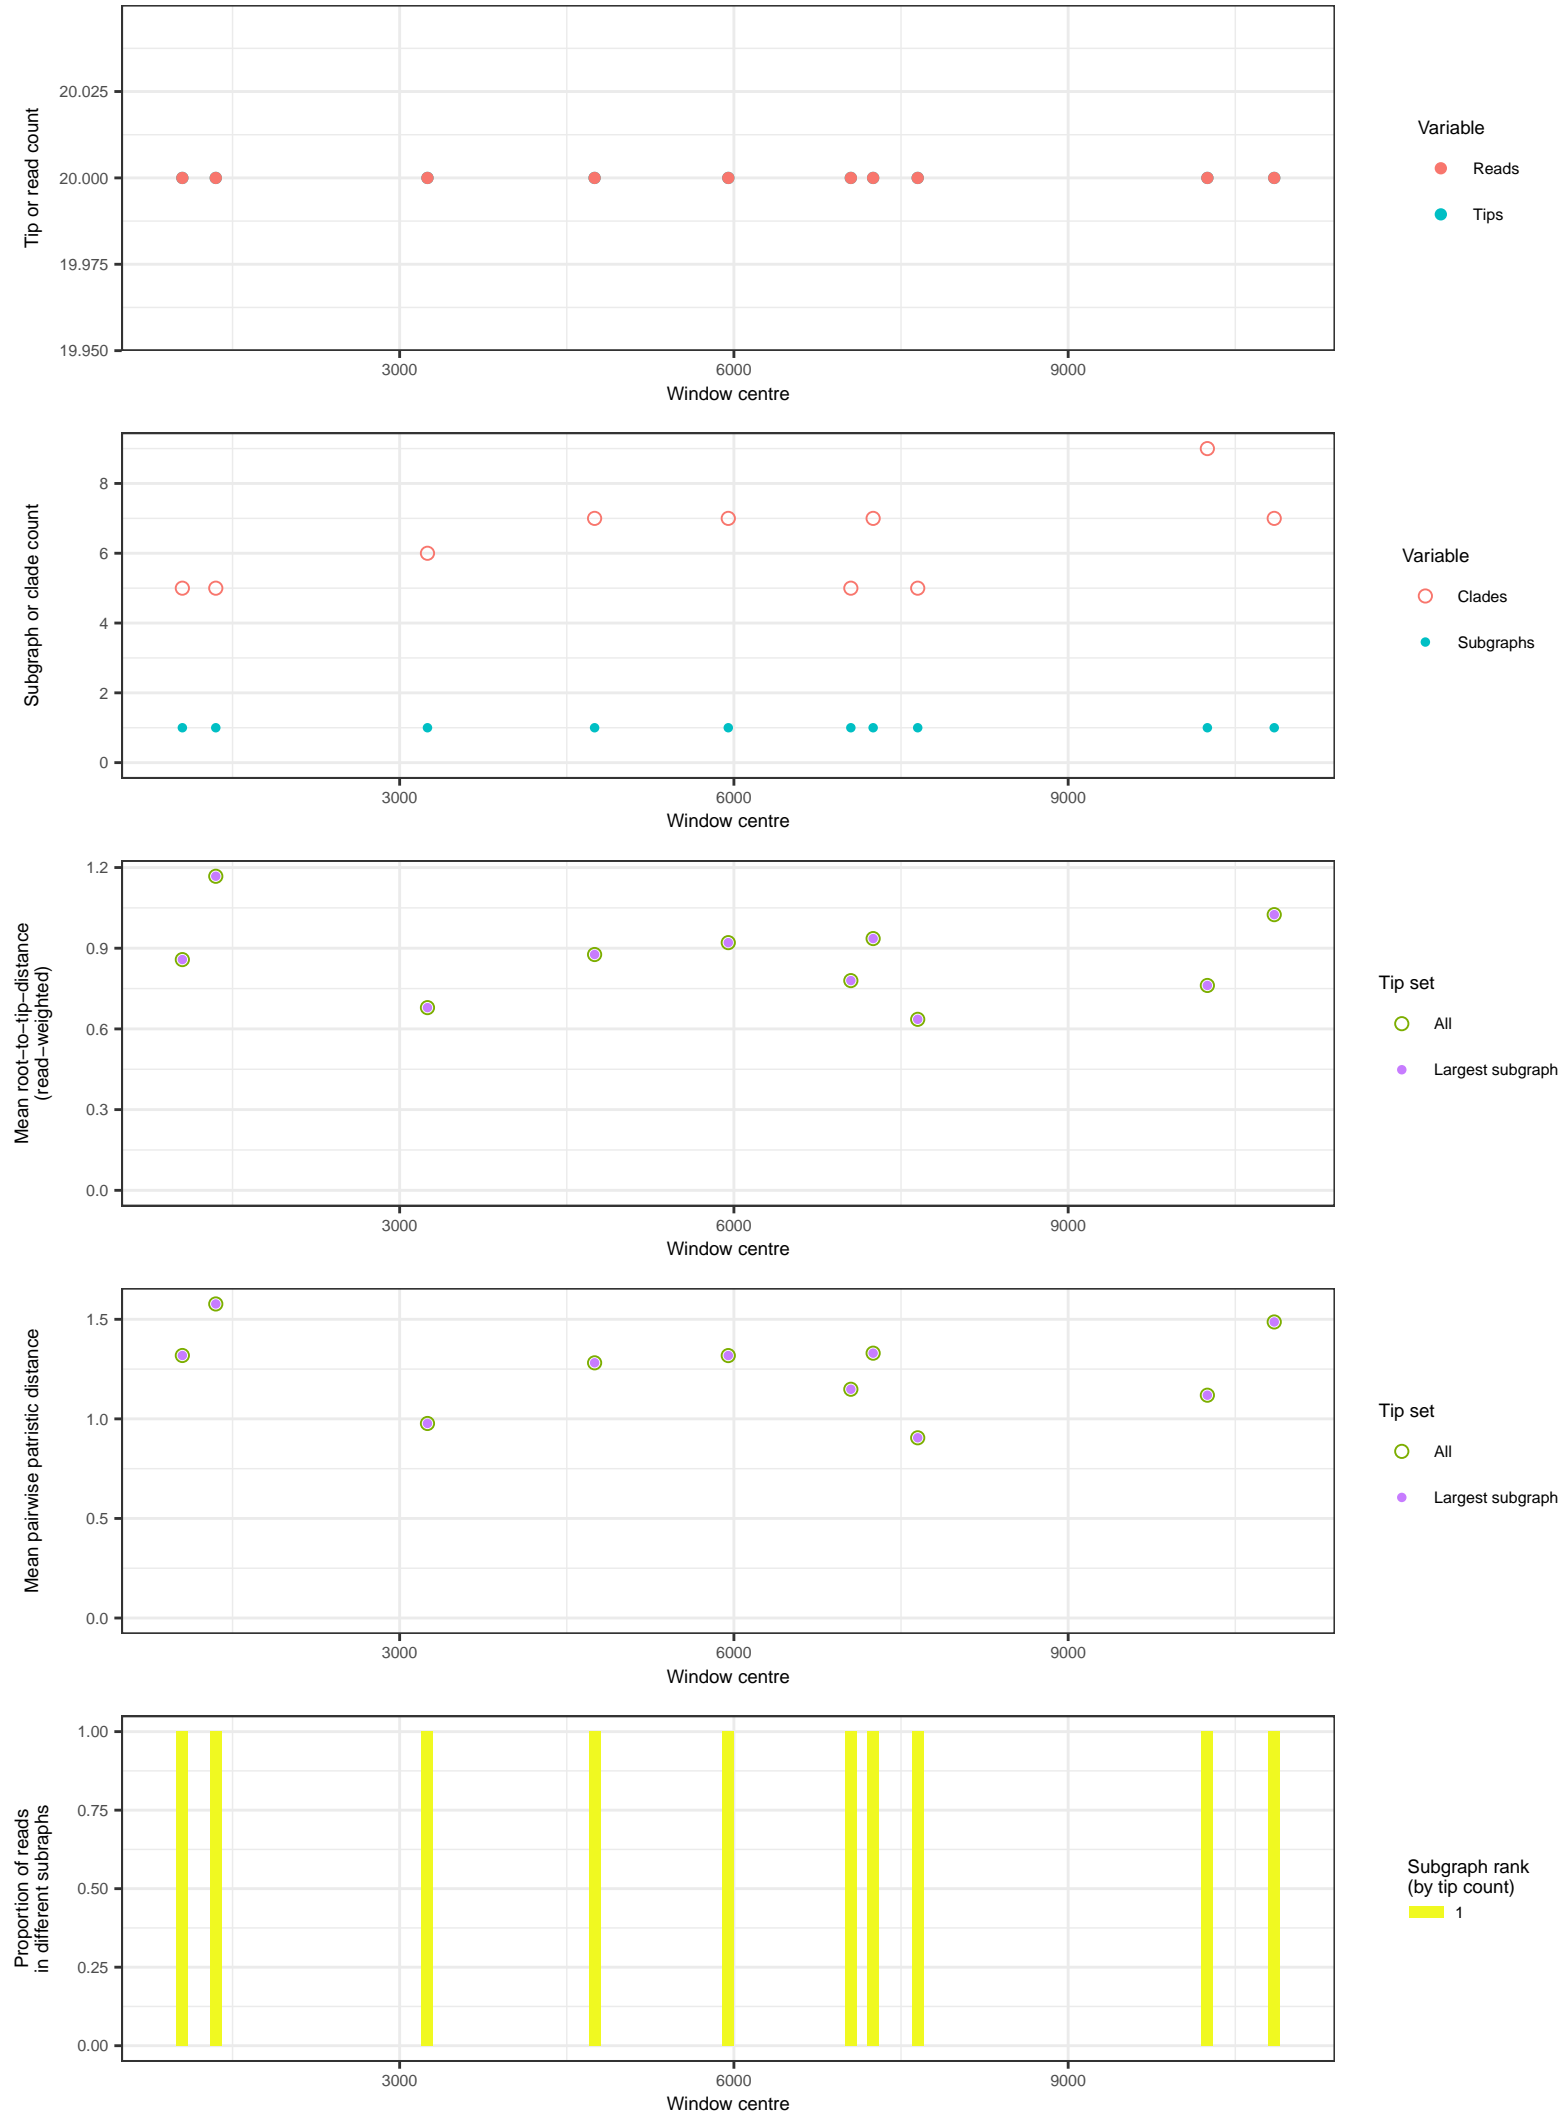 Tip or read count
20.025
20.000
19.975
19.950
3000
6000
9000
Window centre
Variable
Reads
Tips
Subgraph or clade count
8
6
4
2
0
3000
6000
9000
Window centre
Variable
Clades
Subgraphs
Mean root−to−tip−distance
(read−weighted)
1.2
0.9
0.6
0.3
0.0
3000
6000
9000
Window centre
Tip set
All
Largest subgraph
Mean pairwise patristic distance
1.5
1.0
0.5
0.0
3000
6000
9000
Window centre
Tip set
All
Largest subgraph
Proportion of reads
in different subraphs
1.00
0.75
0.50
0.25
0.00
3000
6000
9000
Window centre
Subgraph rank
(by tip count)
1